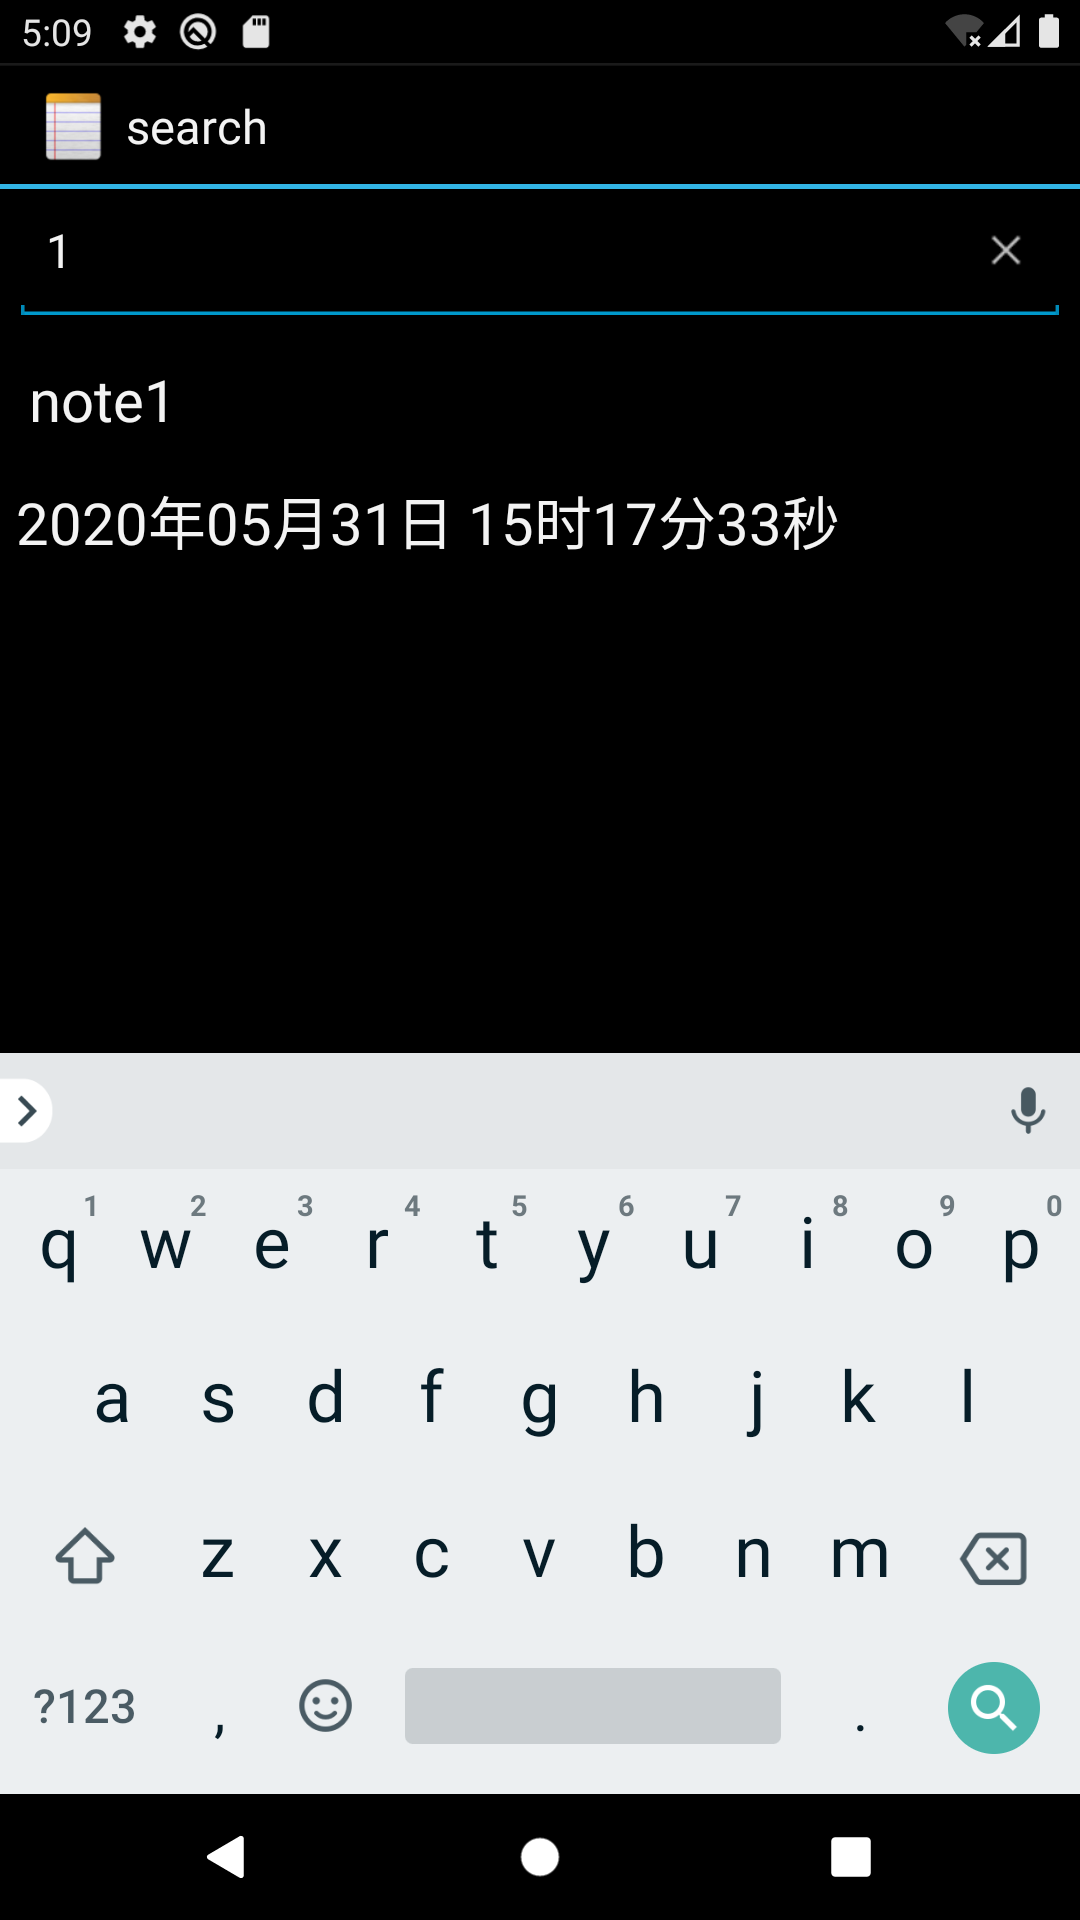 5:09
search
1
note1
2020年05月31日 15时17分33秒
1 2 3 4 5 6 7 8 9 0
q w e r t y u i o p
a s d f g h j k l
z x c v b n m
?123 , .